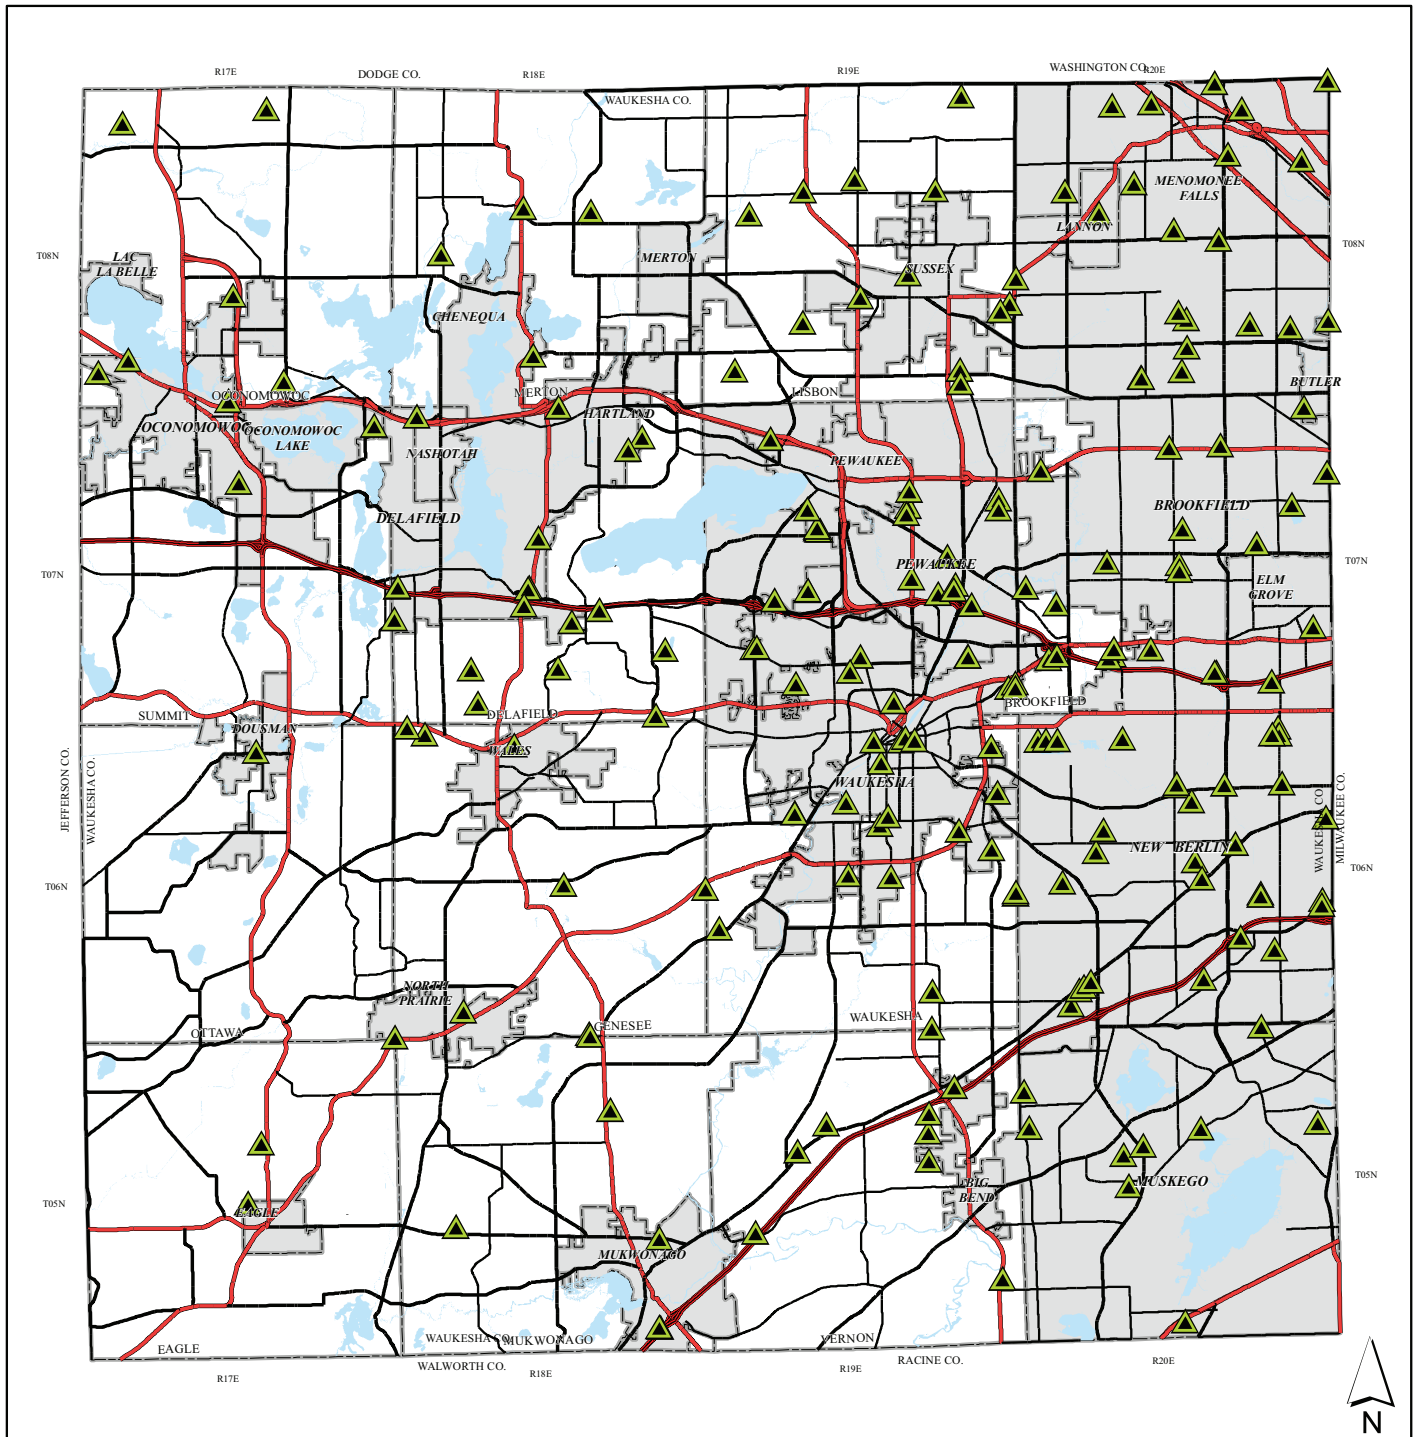 WASHINGTON CO.
R20E
R17E
DODGE CO.
R18E
R19E
WAUKESHA CO.
MENOMONEE
FALLS
LANNON
T08N
T08N
LAC
LA BELLE
MERTON
SUSSEX
CHENEQUA
BUTLER
OCONOMOWOC
MERTON
LISBON
HARTLAND
OCONOMOWOC
OCONOMOWOC
LAKE
NASHOTAH
PEWAUKEE
BROOKFIELD
DELAFIELD
T07N
PEWAUKEE
T07N
ELM
GROVE
BROOKFIELD
SUMMIT
DELAFIELD
DOUSMAN
WALES
JEFFERSON CO.
WAUKESHA CO.
WAUKESHA
WAUKESHA CO.
MILWAUKEE CO.
NEW BERLIN
T06N
T06N
NORTH
PRAIRIE
OTTAWA
GENESEE
WAUKESHA
T05N
T05N
BIG
BEND
MUSKEGO
EAGLE
MUKWONAGO
WAUKESHA CO.
MUKWONAGO
VERNON
EAGLE
WALWORTH CO.
RACINE CO.
R17E
R18E
R19E
R20E
N